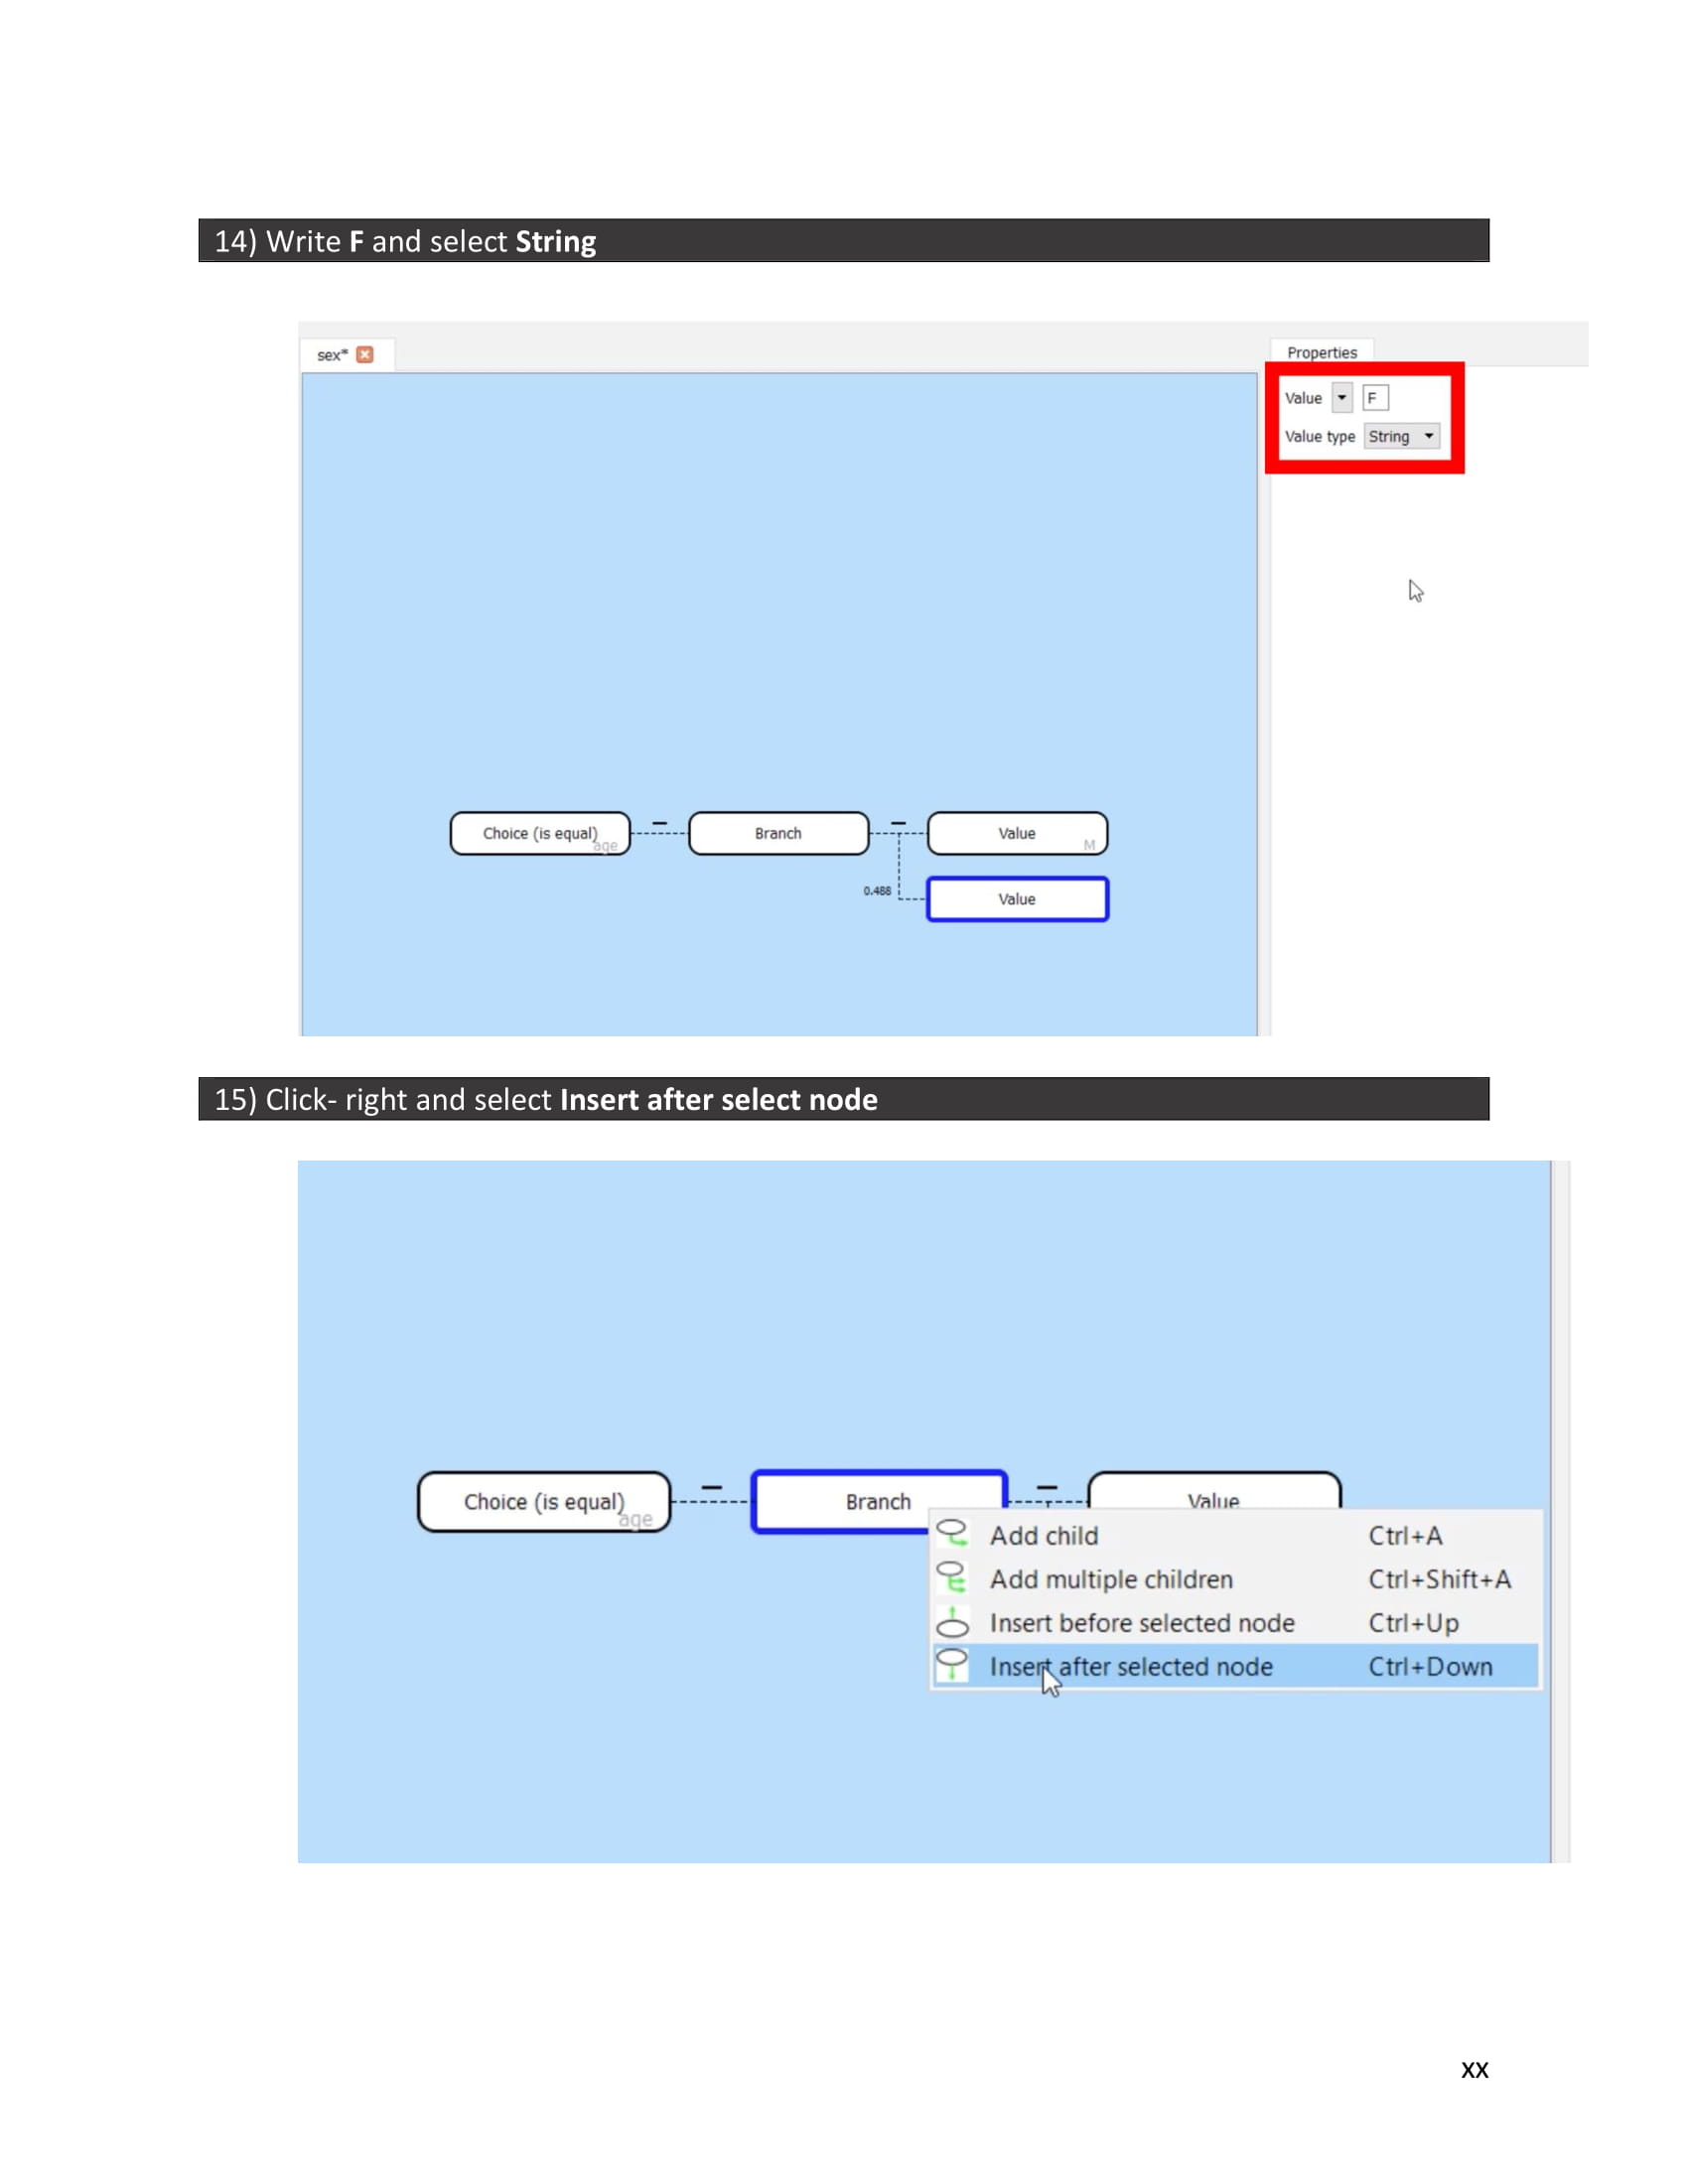 14) Write F and select String
sex*
Properties
Value F
Value type String
Choice (is equal) age
Branch
Value M
0.488
Value
15) Click- right and select Insert after select node
Choice (is equal) age
Branch
Value
Add child Ctrl+A
Add multiple children Ctrl+Shift+A
Insert before selected node Ctrl+Up
Insert after selected node Ctrl+Down
xx